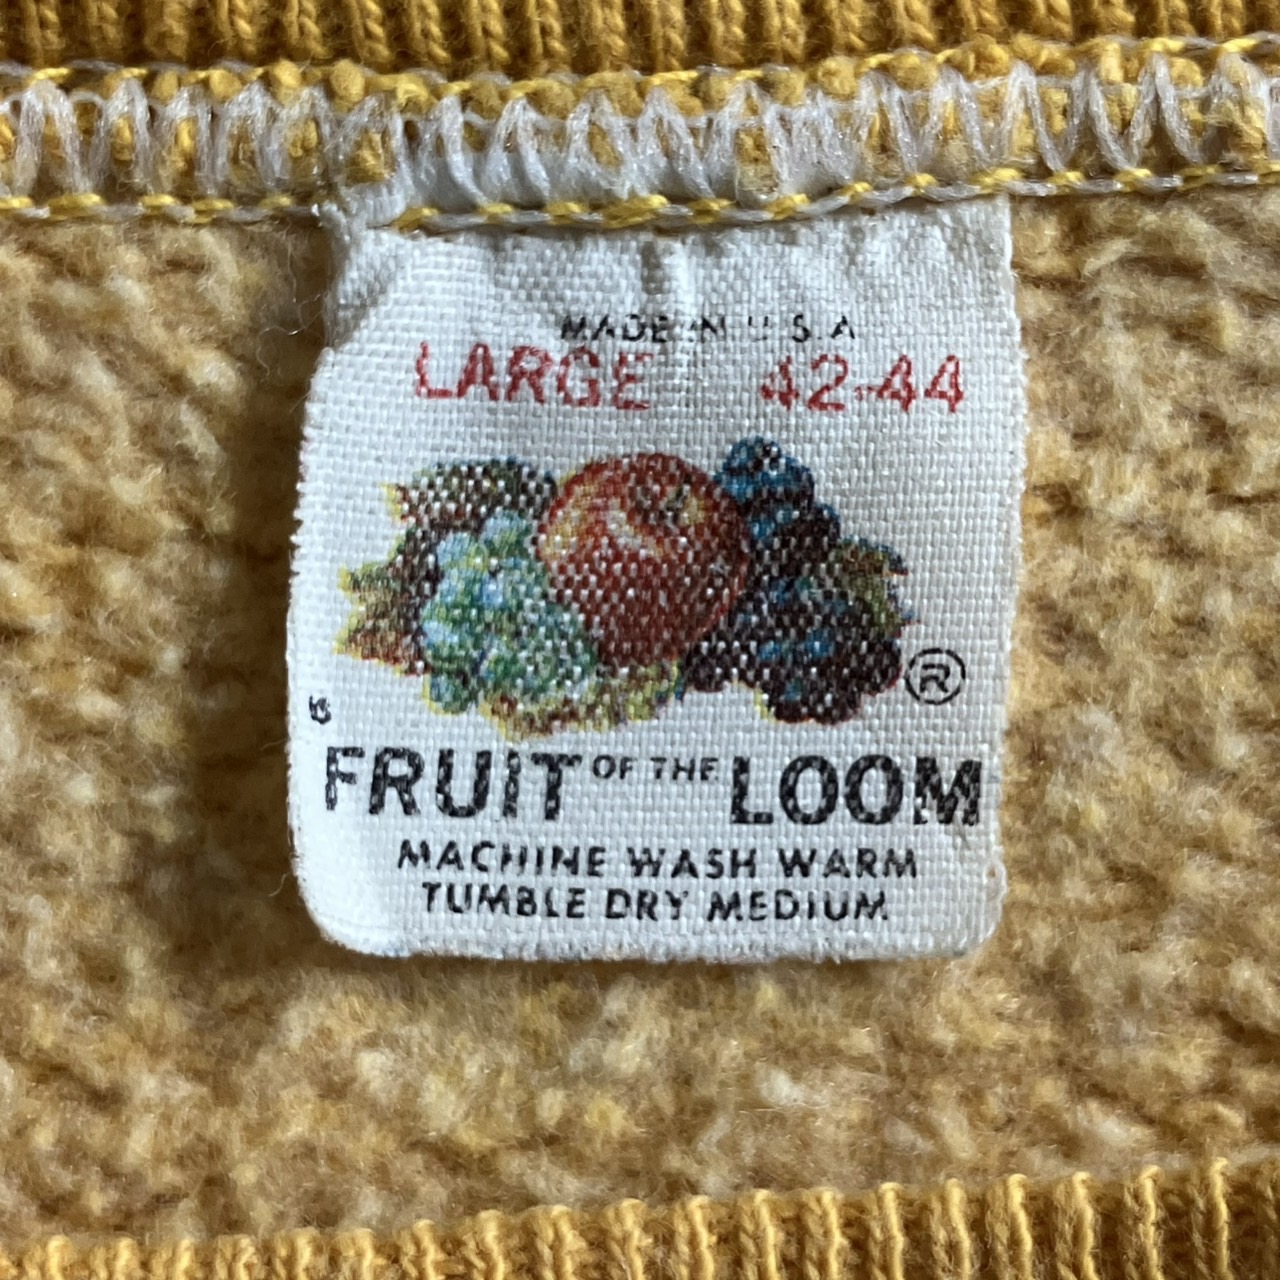 MADE IN U.S.A
LARGE 42-44
®
FRUIT OF THE LOOM
MACHINE WASH WARM
TUMBLE DRY MEDIUM